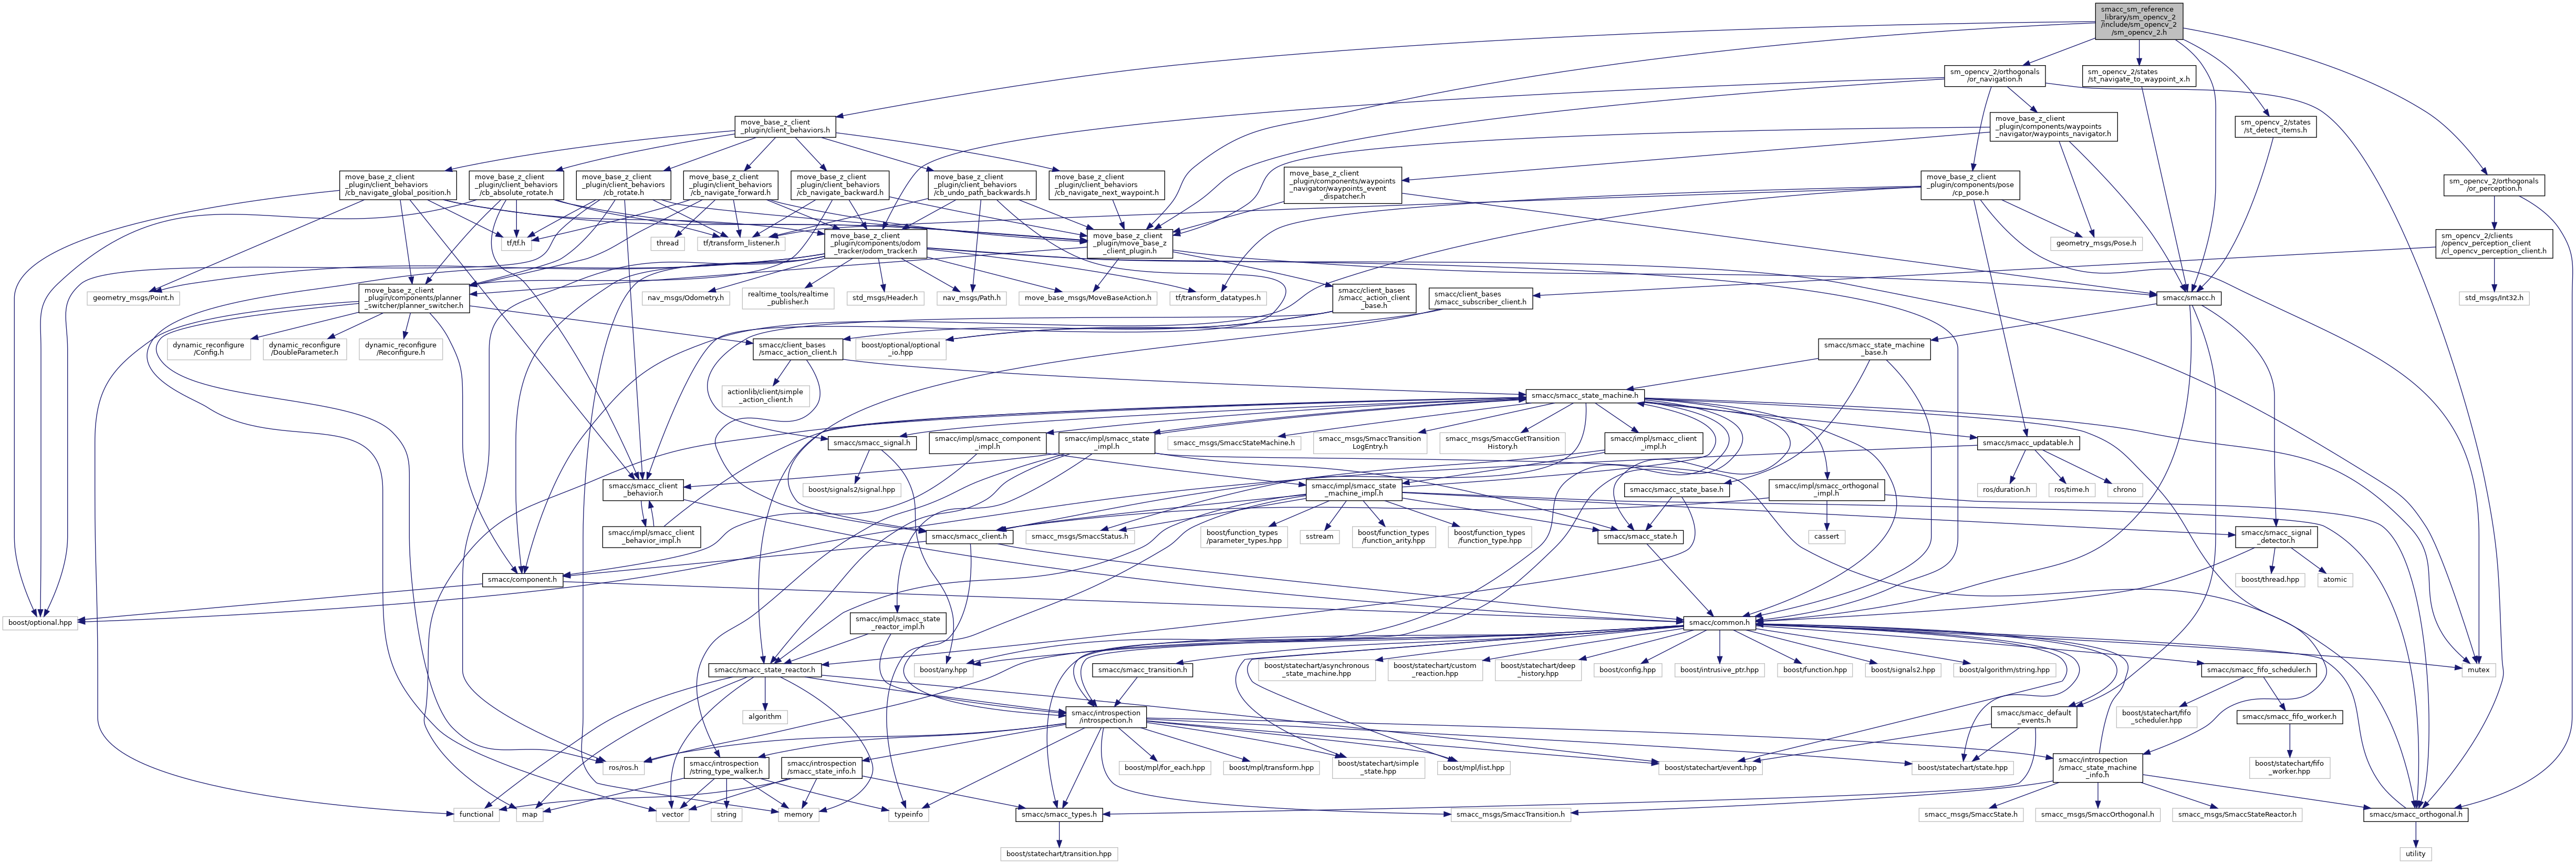 smacc_sm_reference
_library/sm_opencv_2
/include/sm_opencv_2
/sm_opencv_2.h
sm_opencv_2/orthogonals
/or_navigation.h
sm_opencv_2/states
/st_navigate_to_waypoint_x.h
move_base_z_client
_plugin/client_behaviors.h
move_base_z_client
_plugin/components/waypoints
_navigator/waypoints_navigator.h
sm_opencv_2/states
/st_detect_items.h
move_base_z_client
_plugin/client_behaviors
/cb_navigate_global_position.h
move_base_z_client
_plugin/client_behaviors
/cb_absolute_rotate.h
move_base_z_client
_plugin/client_behaviors
/cb_rotate.h
move_base_z_client
_plugin/client_behaviors
/cb_navigate_forward.h
move_base_z_client
_plugin/client_behaviors
/cb_navigate_backward.h
move_base_z_client
_plugin/client_behaviors
/cb_undo_path_backwards.h
move_base_z_client
_plugin/client_behaviors
/cb_navigate_next_waypoint.h
move_base_z_client
_plugin/components/waypoints
_navigator/waypoints_event
_dispatcher.h
move_base_z_client
_plugin/components/pose
/cp_pose.h
sm_opencv_2/orthogonals
/or_perception.h
tf/tf.h
thread
tf/transform_listener.h
move_base_z_client
_plugin/components/odom
_tracker/odom_tracker.h
move_base_z_client
_plugin/move_base_z
_client_plugin.h
geometry_msgs/Pose.h
sm_opencv_2/clients
/opencv_perception_client
/cl_opencv_perception_client.h
geometry_msgs/Point.h
move_base_z_client
_plugin/components/planner
_switcher/planner_switcher.h
nav_msgs/Odometry.h
realtime_tools/realtime
_publisher.h
std_msgs/Header.h
nav_msgs/Path.h
move_base_msgs/MoveBaseAction.h
tf/transform_datatypes.h
smacc/client_bases
/smacc_action_client
_base.h
smacc/client_bases
/smacc_subscriber_client.h
smacc/smacc.h
std_msgs/Int32.h
dynamic_reconfigure
/Config.h
dynamic_reconfigure
/DoubleParameter.h
dynamic_reconfigure
/Reconfigure.h
smacc/client_bases
/smacc_action_client.h
boost/optional/optional
_io.hpp
smacc/smacc_state_machine
_base.h
actionlib/client/simple
_action_client.h
smacc/smacc_state_machine.h
smacc/smacc_signal.h
smacc/impl/smacc_component
_impl.h
smacc/impl/smacc_state
_impl.h
smacc_msgs/SmaccStateMachine.h
smacc_msgs/SmaccTransition
LogEntry.h
smacc_msgs/SmaccGetTransition
History.h
smacc/impl/smacc_client
_impl.h
smacc/smacc_updatable.h
smacc/smacc_client
_behavior.h
boost/signals2/signal.hpp
smacc/impl/smacc_state
_machine_impl.h
smacc/smacc_state_base.h
smacc/impl/smacc_orthogonal
_impl.h
ros/duration.h
ros/time.h
chrono
smacc/impl/smacc_client
_behavior_impl.h
smacc/smacc_client.h
smacc_msgs/SmaccStatus.h
boost/function_types
/parameter_types.hpp
sstream
boost/function_types
/function_arity.hpp
boost/function_types
/function_type.hpp
smacc/smacc_state.h
cassert
smacc/smacc_signal
_detector.h
smacc/component.h
boost/thread.hpp
atomic
boost/optional.hpp
smacc/impl/smacc_state
_reactor_impl.h
smacc/common.h
smacc/smacc_state_reactor.h
boost/any.hpp
smacc/smacc_transition.h
boost/statechart/asynchronous
_state_machine.hpp
boost/statechart/custom
_reaction.hpp
boost/statechart/deep
_history.hpp
boost/config.hpp
boost/intrusive_ptr.hpp
boost/function.hpp
boost/signals2.hpp
boost/algorithm/string.hpp
smacc/smacc_fifo_scheduler.h
mutex
algorithm
smacc/introspection
/introspection.h
smacc/smacc_default
_events.h
boost/statechart/fifo
_scheduler.hpp
smacc/smacc_fifo_worker.h
ros/ros.h
smacc/introspection
/string_type_walker.h
smacc/introspection
/smacc_state_info.h
boost/mpl/for_each.hpp
boost/mpl/transform.hpp
boost/statechart/simple
_state.hpp
boost/mpl/list.hpp
boost/statechart/event.hpp
boost/statechart/state.hpp
smacc/introspection
/smacc_state_machine
_info.h
boost/statechart/fifo
_worker.hpp
functional
map
vector
string
memory
typeinfo
smacc/smacc_types.h
smacc_msgs/SmaccTransition.h
smacc_msgs/SmaccState.h
smacc_msgs/SmaccOrthogonal.h
smacc_msgs/SmaccStateReactor.h
smacc/smacc_orthogonal.h
boost/statechart/transition.hpp
utility